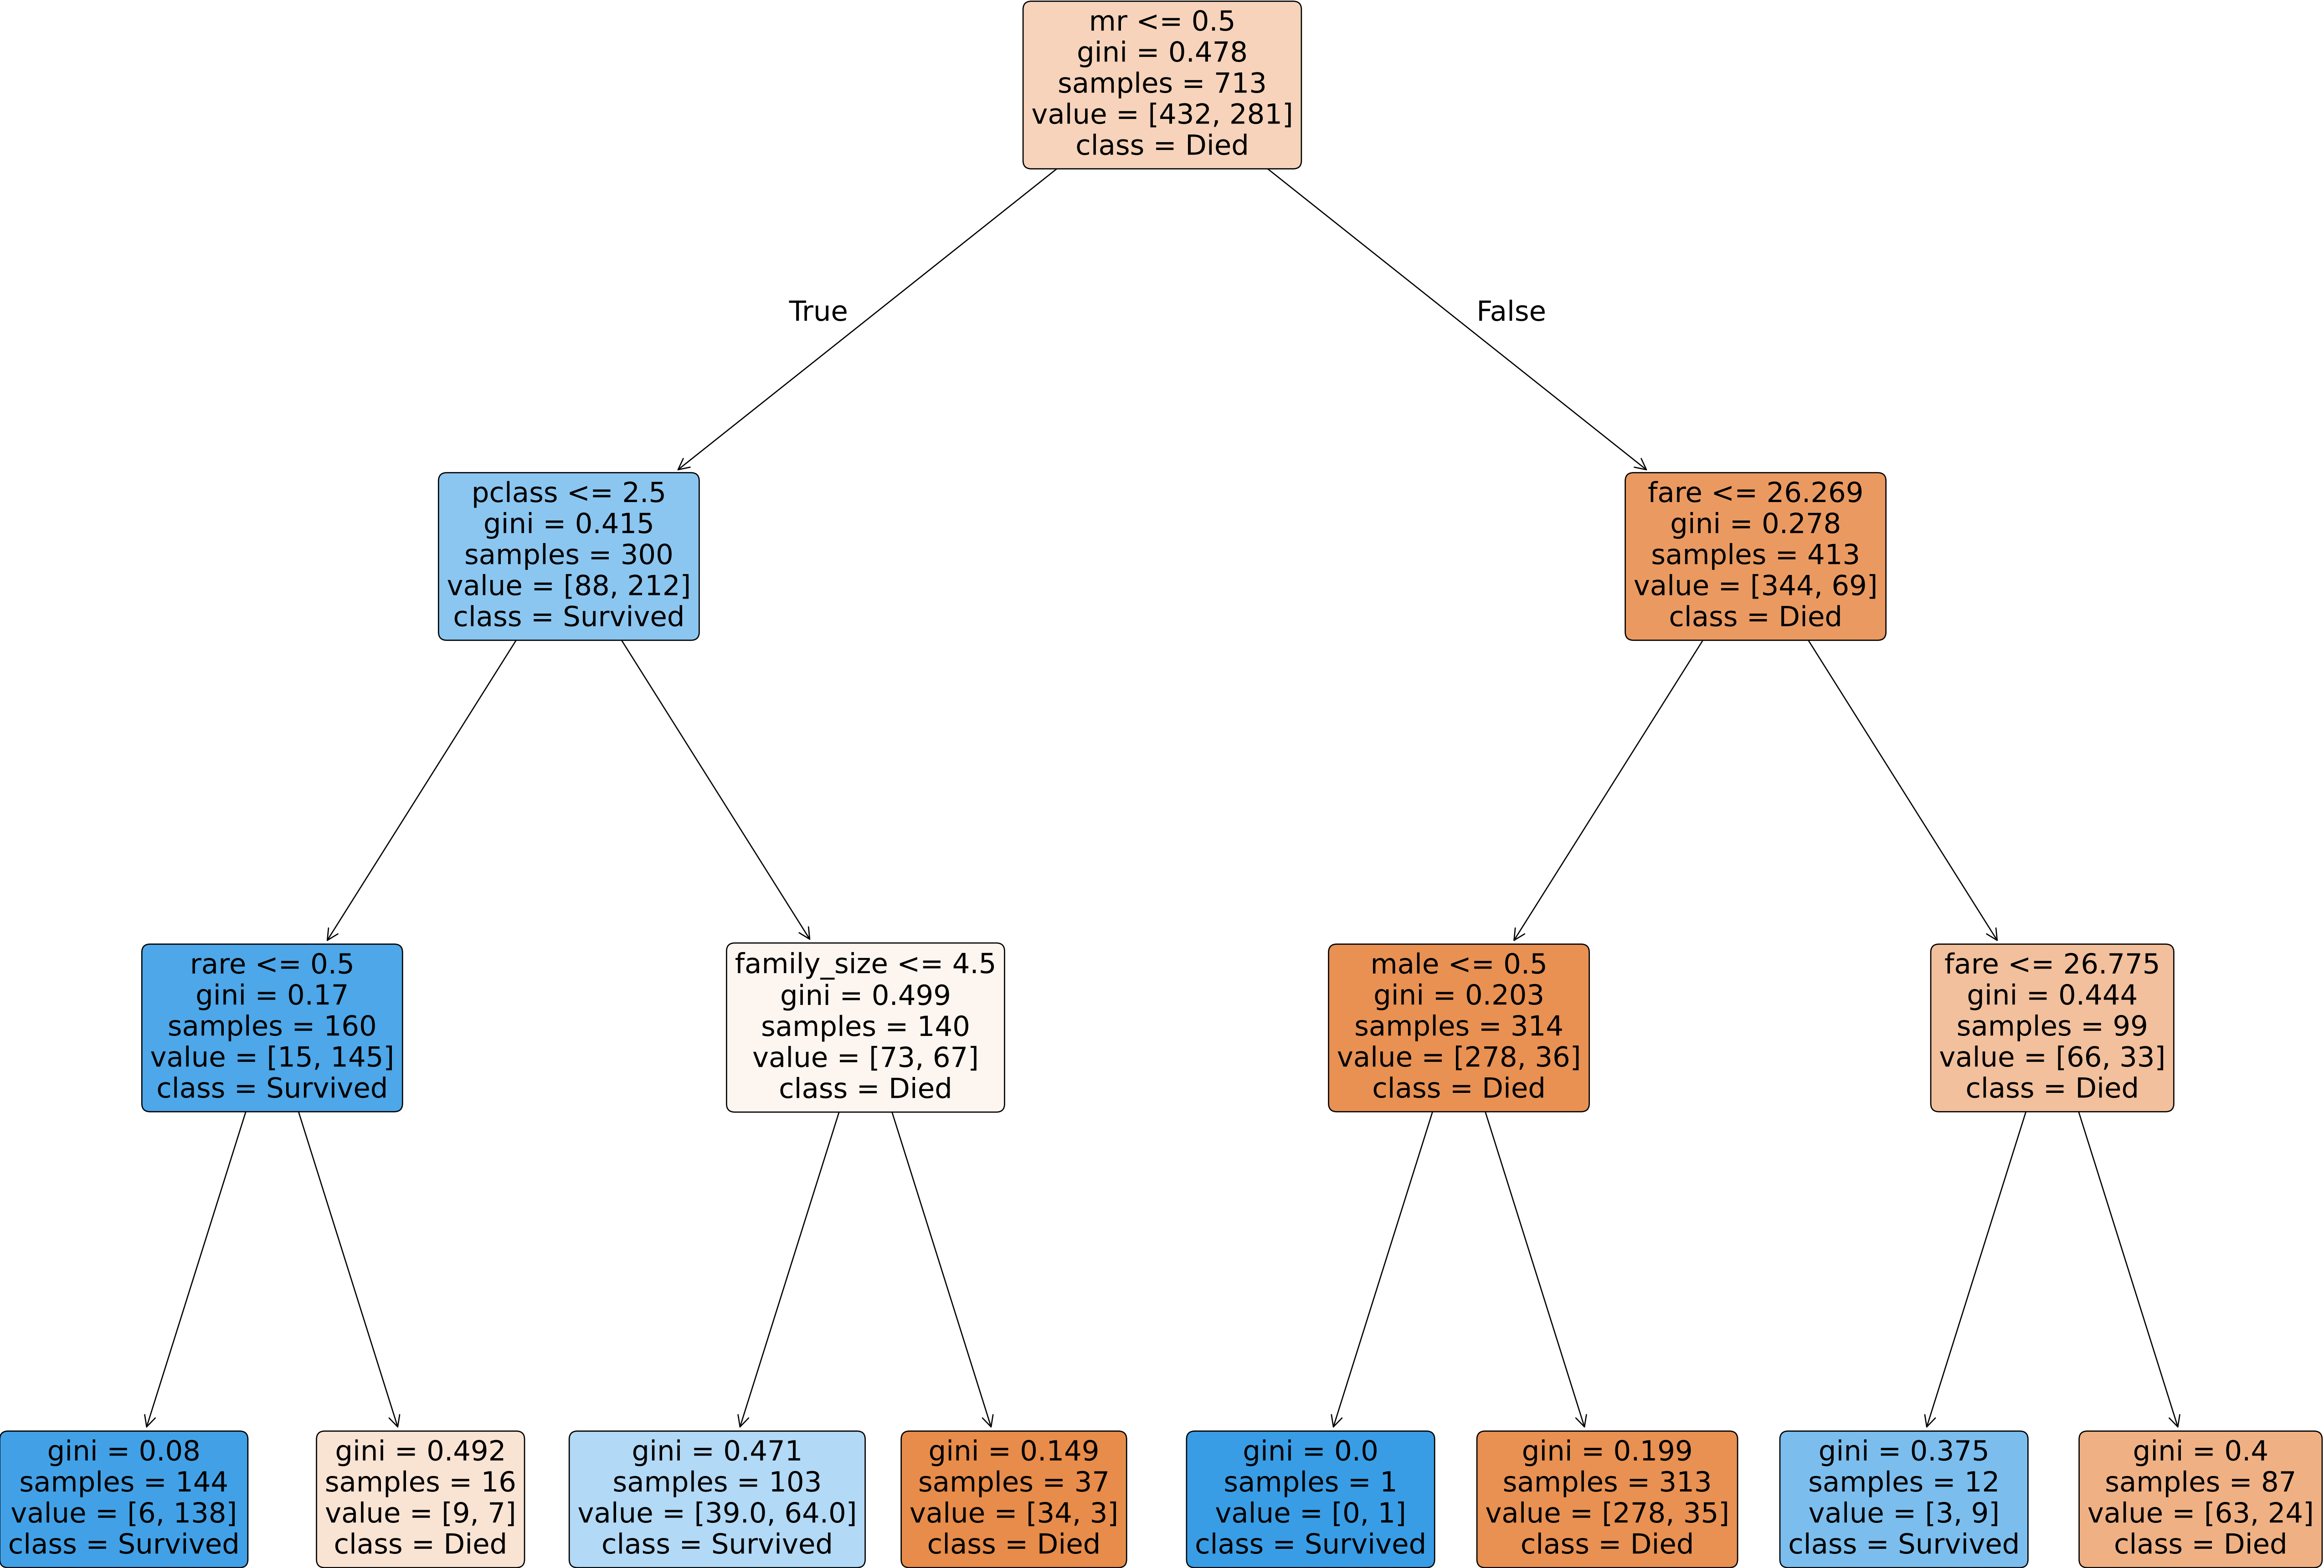 mr <= 0.5
gini = 0.478
samples = 713
value = [432, 281]
class = Died
True
False
pclass <= 2.5
gini = 0.415
samples = 300
value = [88, 212]
class = Survived
fare <= 26.269
gini = 0.278
samples = 413
value = [344, 69]
class = Died
rare <= 0.5
gini = 0.17
samples = 160
value = [15, 145]
class = Survived
family_size <= 4.5
gini = 0.499
samples = 140
value = [73, 67]
class = Died
male <= 0.5
gini = 0.203
samples = 314
value = [278, 36]
class = Died
fare <= 26.775
gini = 0.444
samples = 99
value = [66, 33]
class = Died
gini = 0.08
samples = 144
value = [6, 138]
class = Survived
gini = 0.492
samples = 16
value = [9, 7]
class = Died
gini = 0.471
samples = 103
value = [39.0, 64.0]
class = Survived
gini = 0.149
samples = 37
value = [34, 3]
class = Died
gini = 0.0
samples = 1
value = [0, 1]
class = Survived
gini = 0.199
samples = 313
value = [278, 35]
class = Died
gini = 0.375
samples = 12
value = [3, 9]
class = Survived
gini = 0.4
samples = 87
value = [63, 24]
class = Died